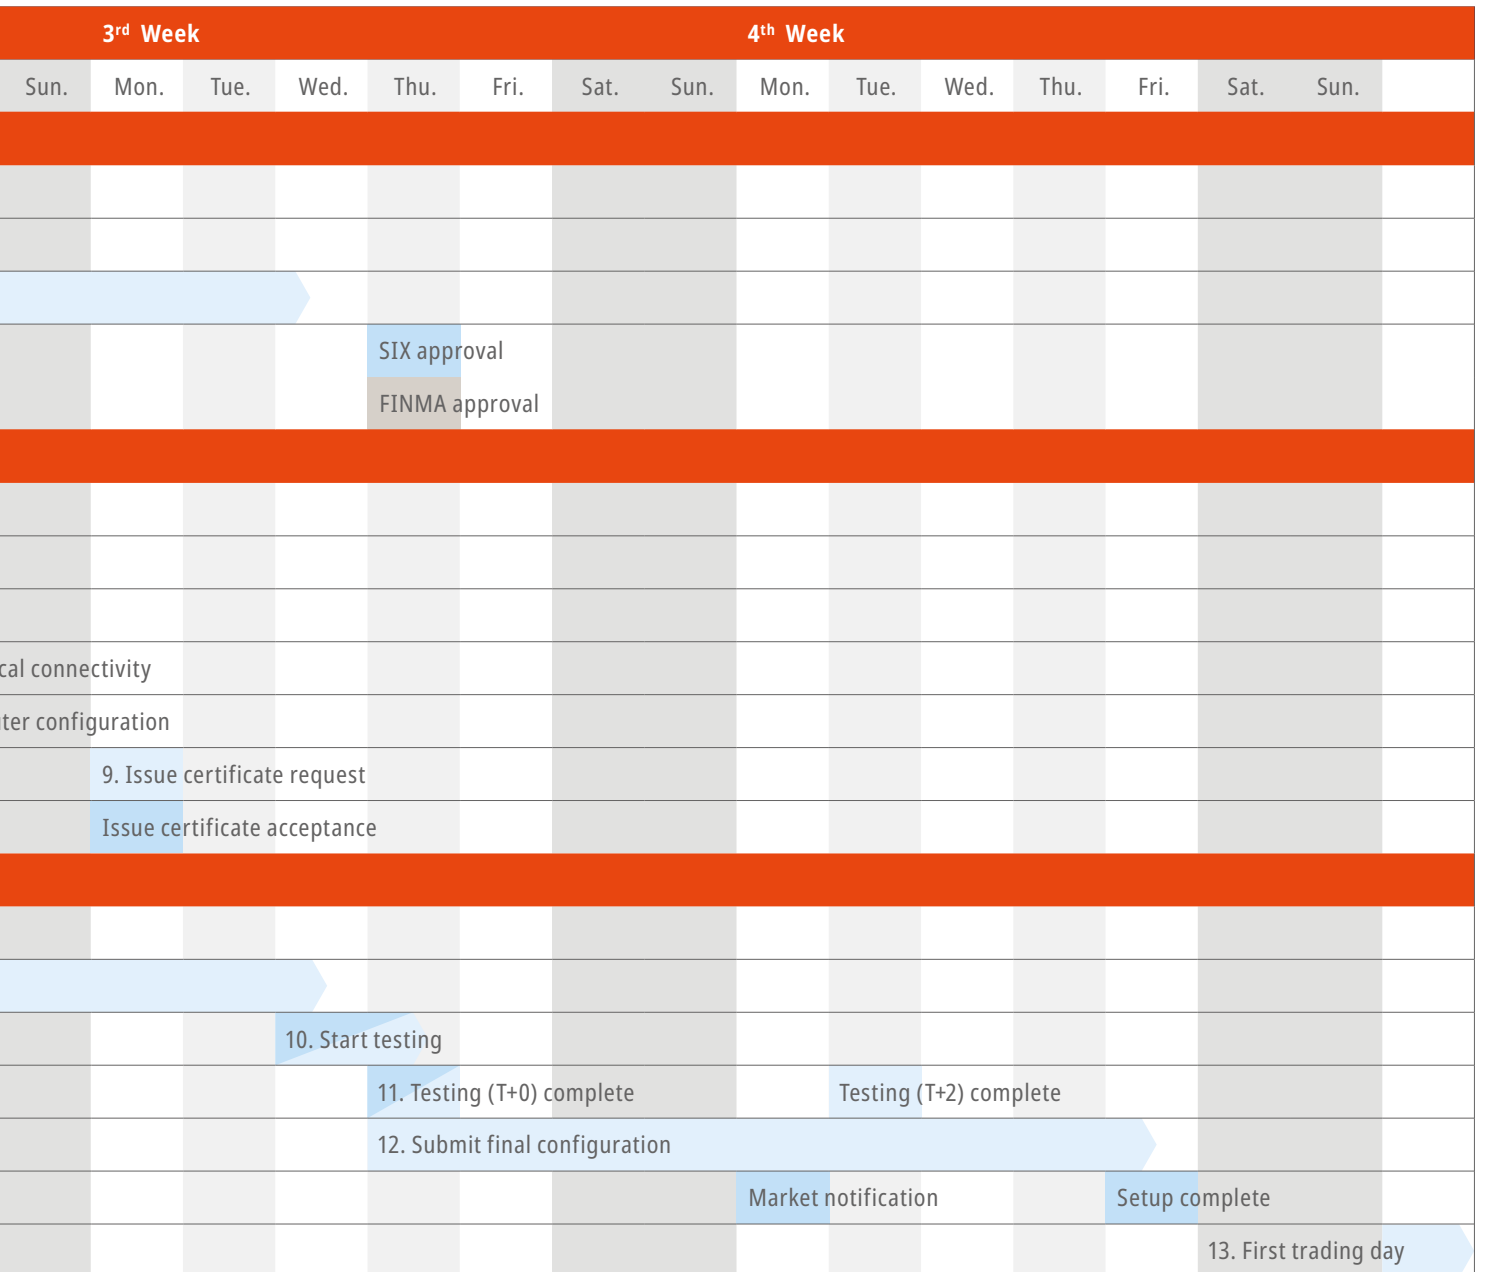 3rd Week 4th Week
Sun. Mon. Tue. Wed. Thu. Fri. Sat. Sun. Mon. Tue. Wed. Thu. Fri. Sat. Sun.
SIX approval
FINMA approval
cal connectivity
ter configuration
9. Issue certificate request
Issue certificate acceptance
10. Start testing
11. Testing (T+0) complete Testing (T+2) complete
12. Submit final configuration
Market notification Setup complete
13. First trading day